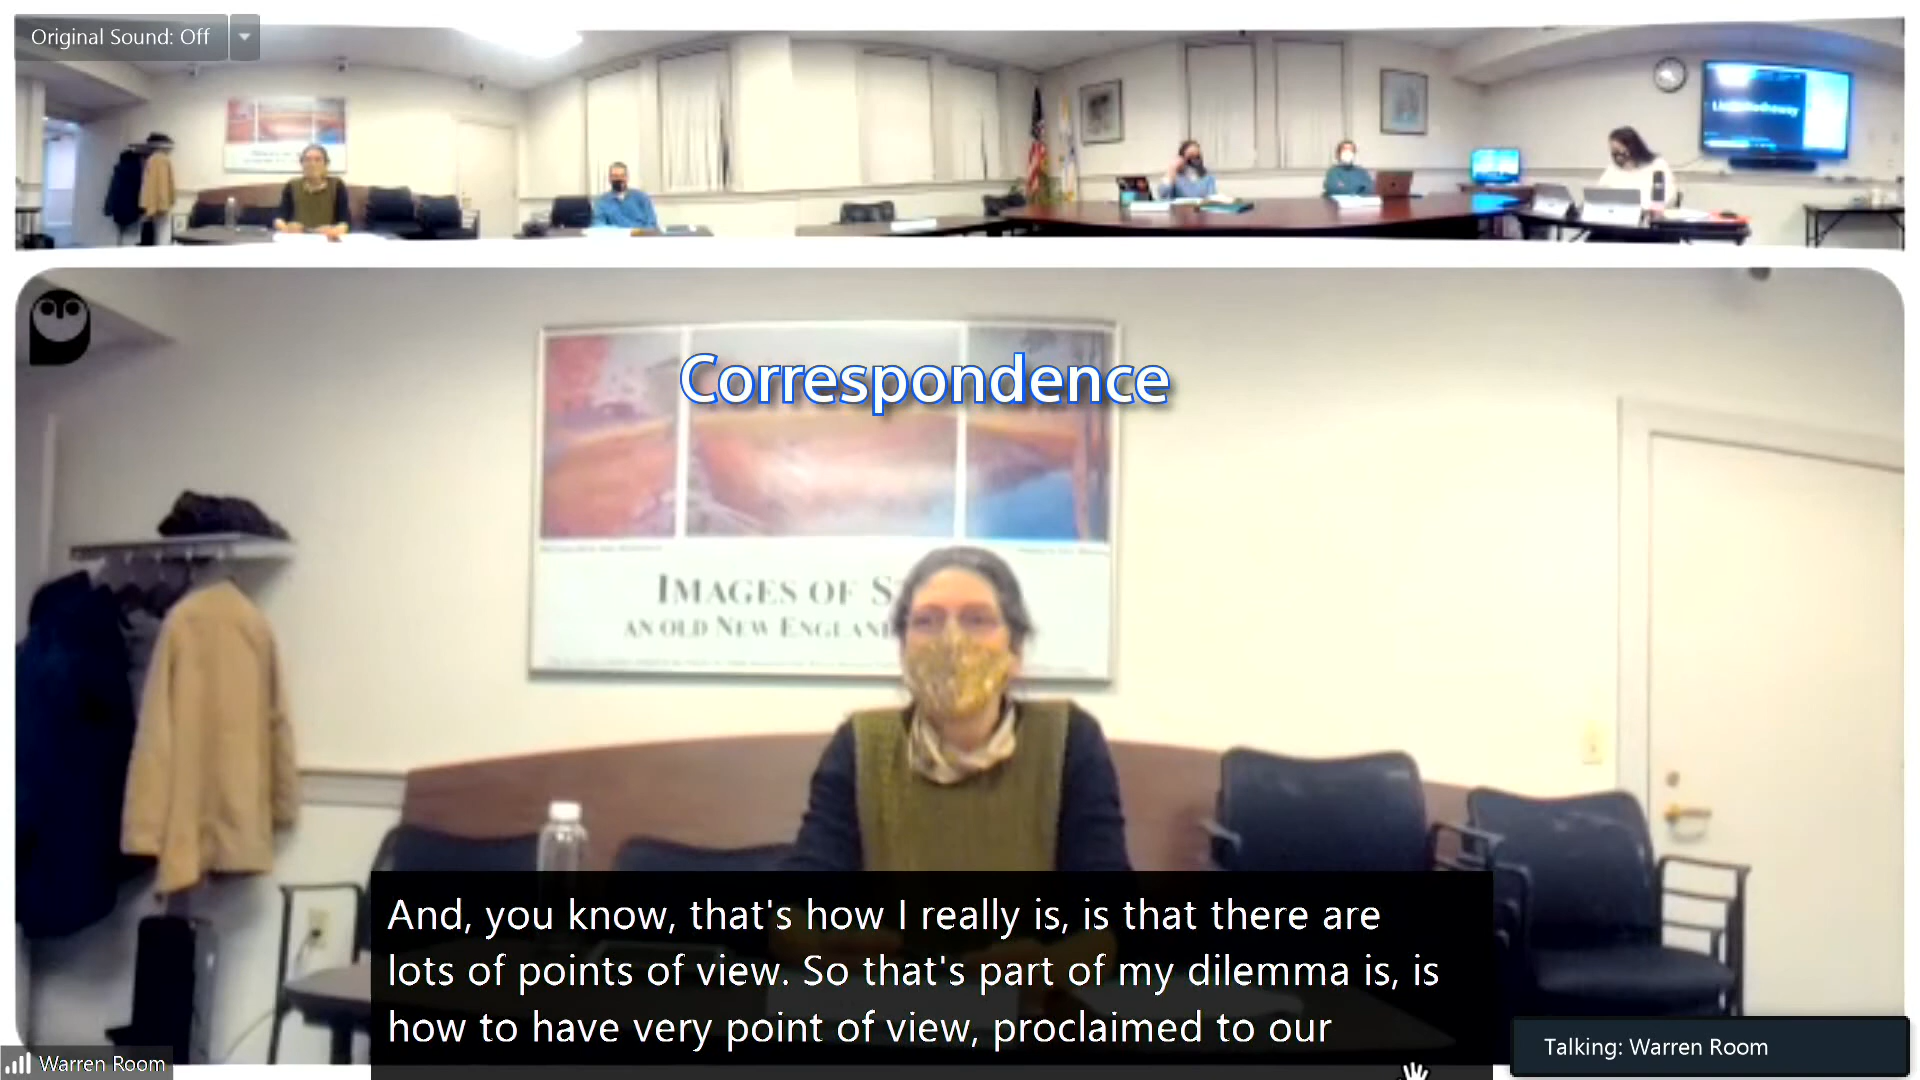 Original Sound: Off
Correspondence
IMAGES OF
AN OLD NEW ENGLAND
And, you know, that's how I really is, is that there are
lots of points of view. So that's part of my dilemma is, is
how to have very point of view, proclaimed to our
Talking: Warren Room
Warren Room